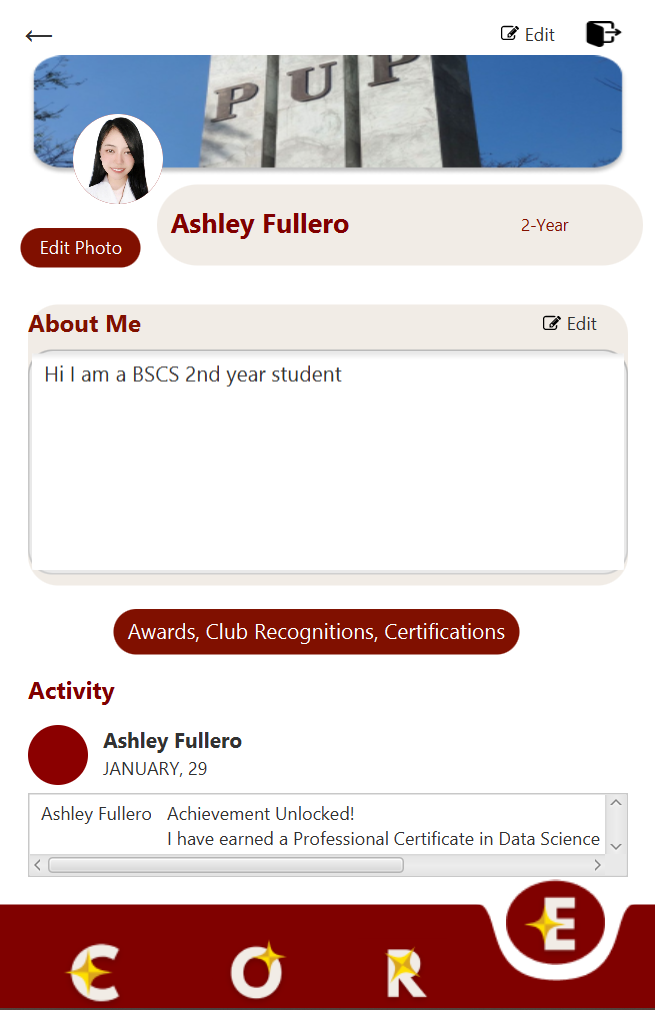 Edit
PUP
Ashley Fullero
2-Year
Edit Photo
About Me
Edit
Hi I am a BSCS 2nd year student
Awards, Club Recognitions, Certifications
Activity
Ashley Fullero
JANUARY, 29
Ashley Fullero Achievement Unlocked!
I have earned a Professional Certificate in Data Science
C O R E